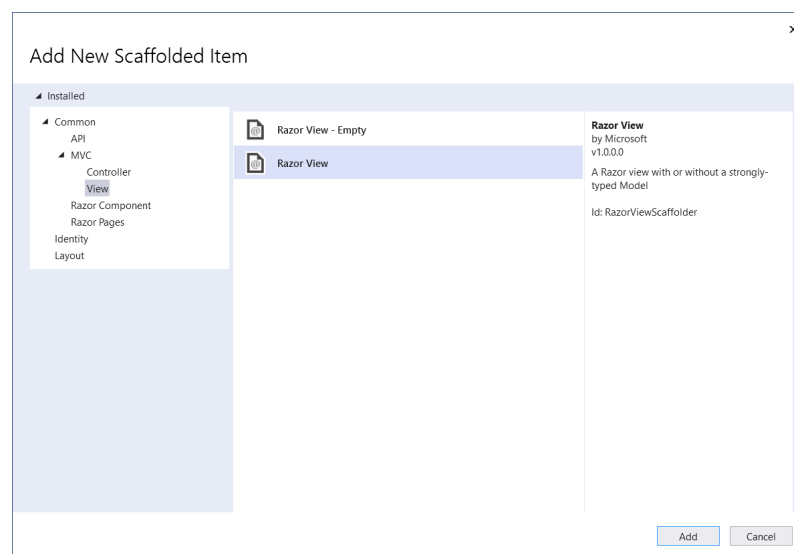 Add New Scaffolded Item
Installed
Common
API
MVC
Controller
View
Razor Component
Razor Pages
Identity
Layout
Razor View - Empty
Razor View
Razor View
by Microsoft
v1.0.0.0
A Razor view with or without a strongly-
typed Model
Id: RazorViewScaffolder
Add
Cancel